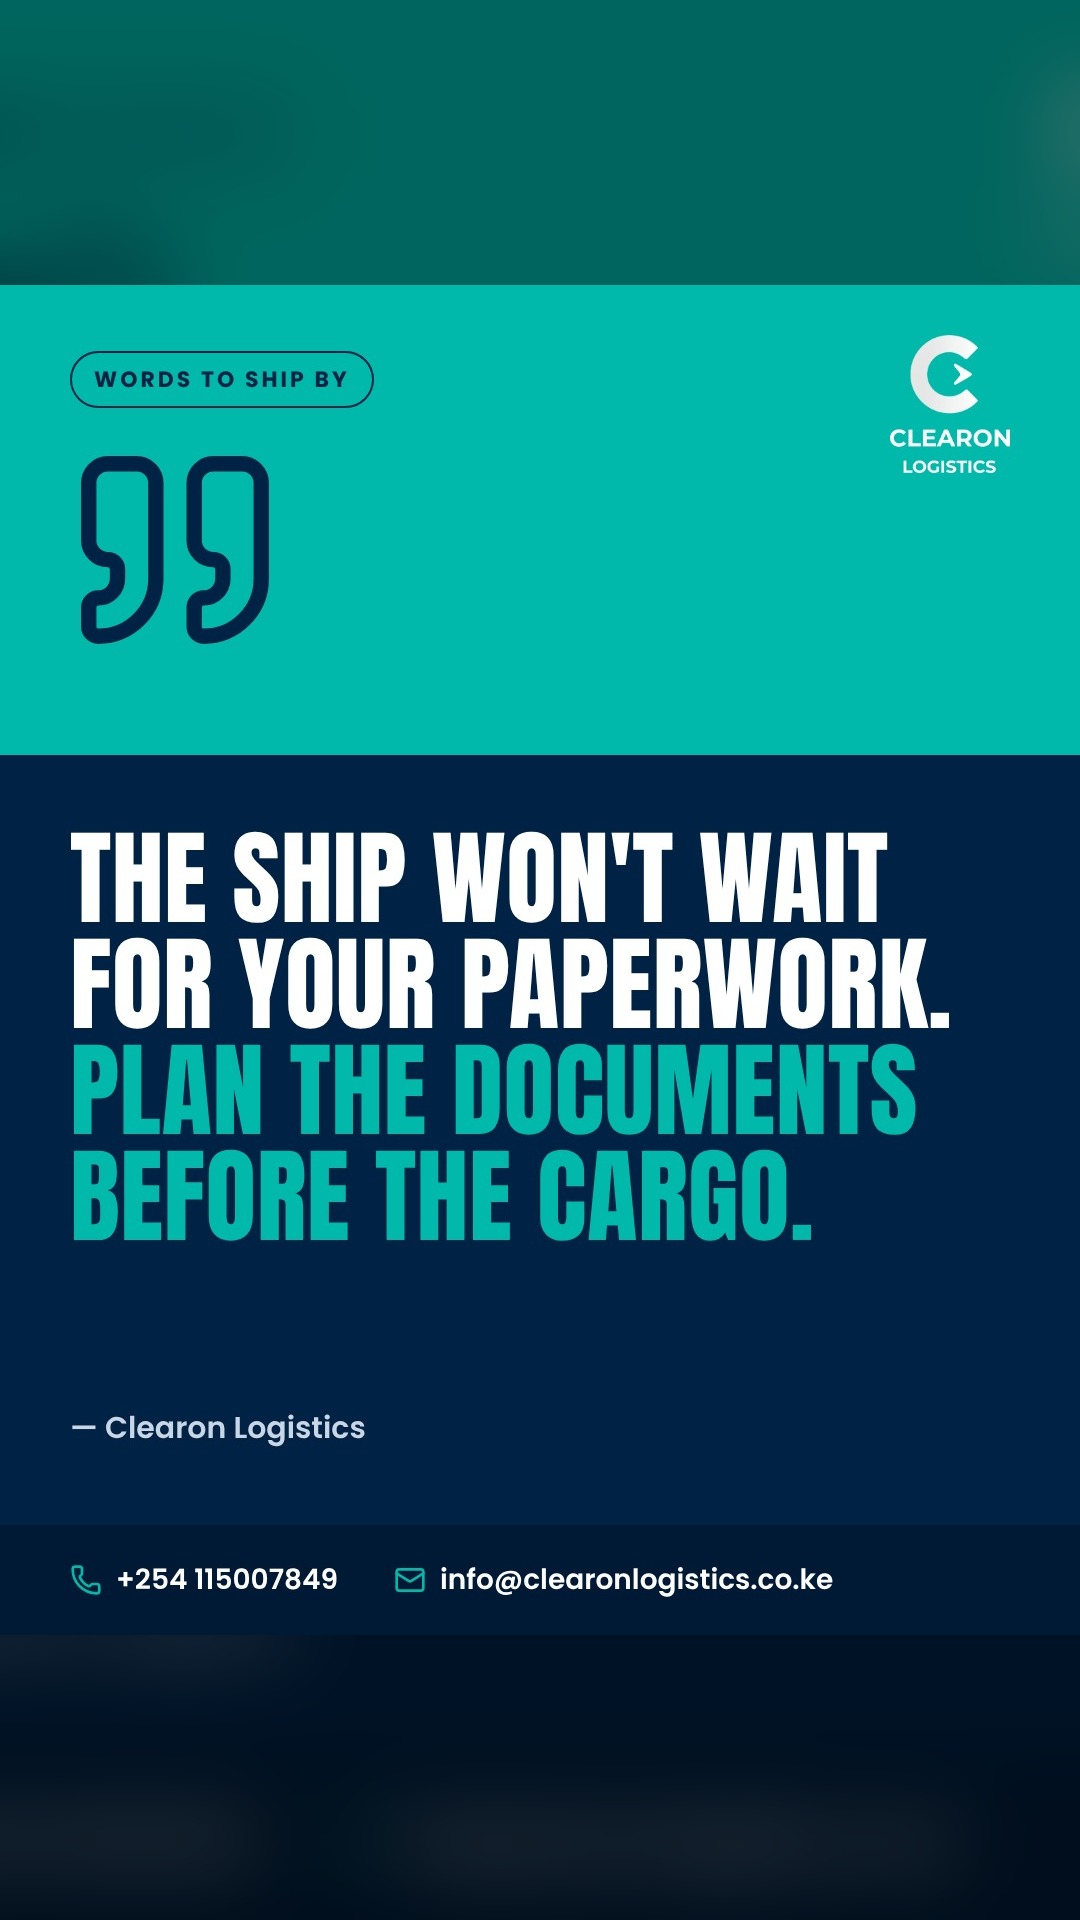 WORDS TO SHIP BY
CLEARON
LOGISTICS
THE SHIP WON'T WAIT
FOR YOUR PAPERWORK.
PLAN THE DOCUMENTS
BEFORE THE CARGO.
— Clearon Logistics
+254 115007849
info@clearonlogistics.co.ke